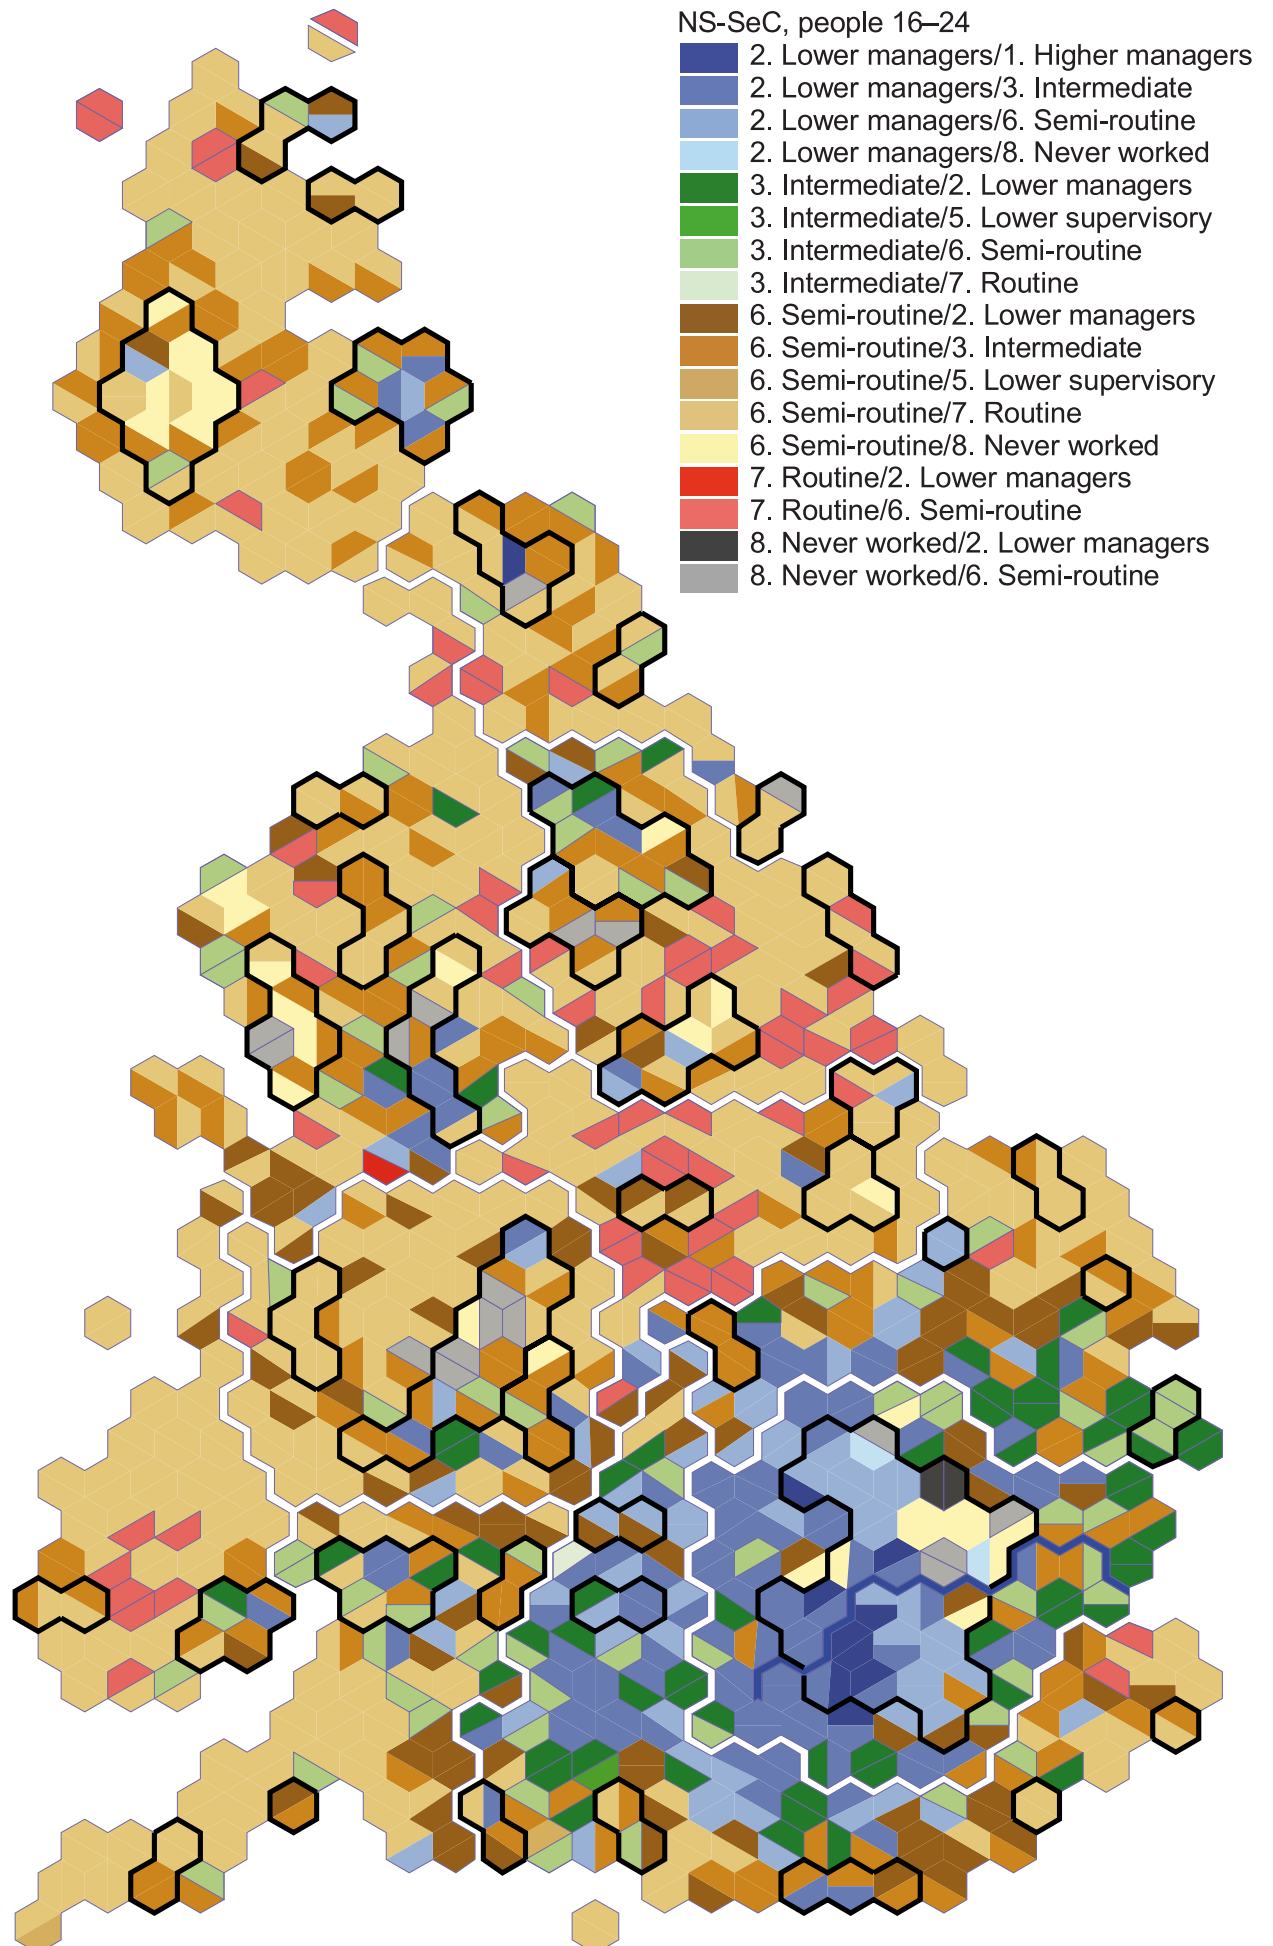 NS-SeC, people 16–24
2. Lower managers/1. Higher managers
2. Lower managers/3. Intermediate
2. Lower managers/6. Semi-routine
2. Lower managers/8. Never worked
3. Intermediate/2. Lower managers
3. Intermediate/5. Lower supervisory
3. Intermediate/6. Semi-routine
3. Intermediate/7. Routine
6. Semi-routine/2. Lower managers
6. Semi-routine/3. Intermediate
6. Semi-routine/5. Lower supervisory
6. Semi-routine/7. Routine
6. Semi-routine/8. Never worked
7. Routine/2. Lower managers
7. Routine/6. Semi-routine
8. Never worked/2. Lower managers
8. Never worked/6. Semi-routine